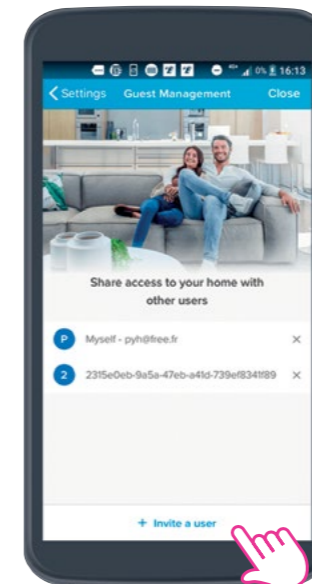 0% 16:13
Settings Guest Management Close
Share access to your home with
other users
P Myself - pyh@free.fr ×
2 2315e0eb-9a5a-47eb-a41d-739ef8341f89 ×
+ Invite a user